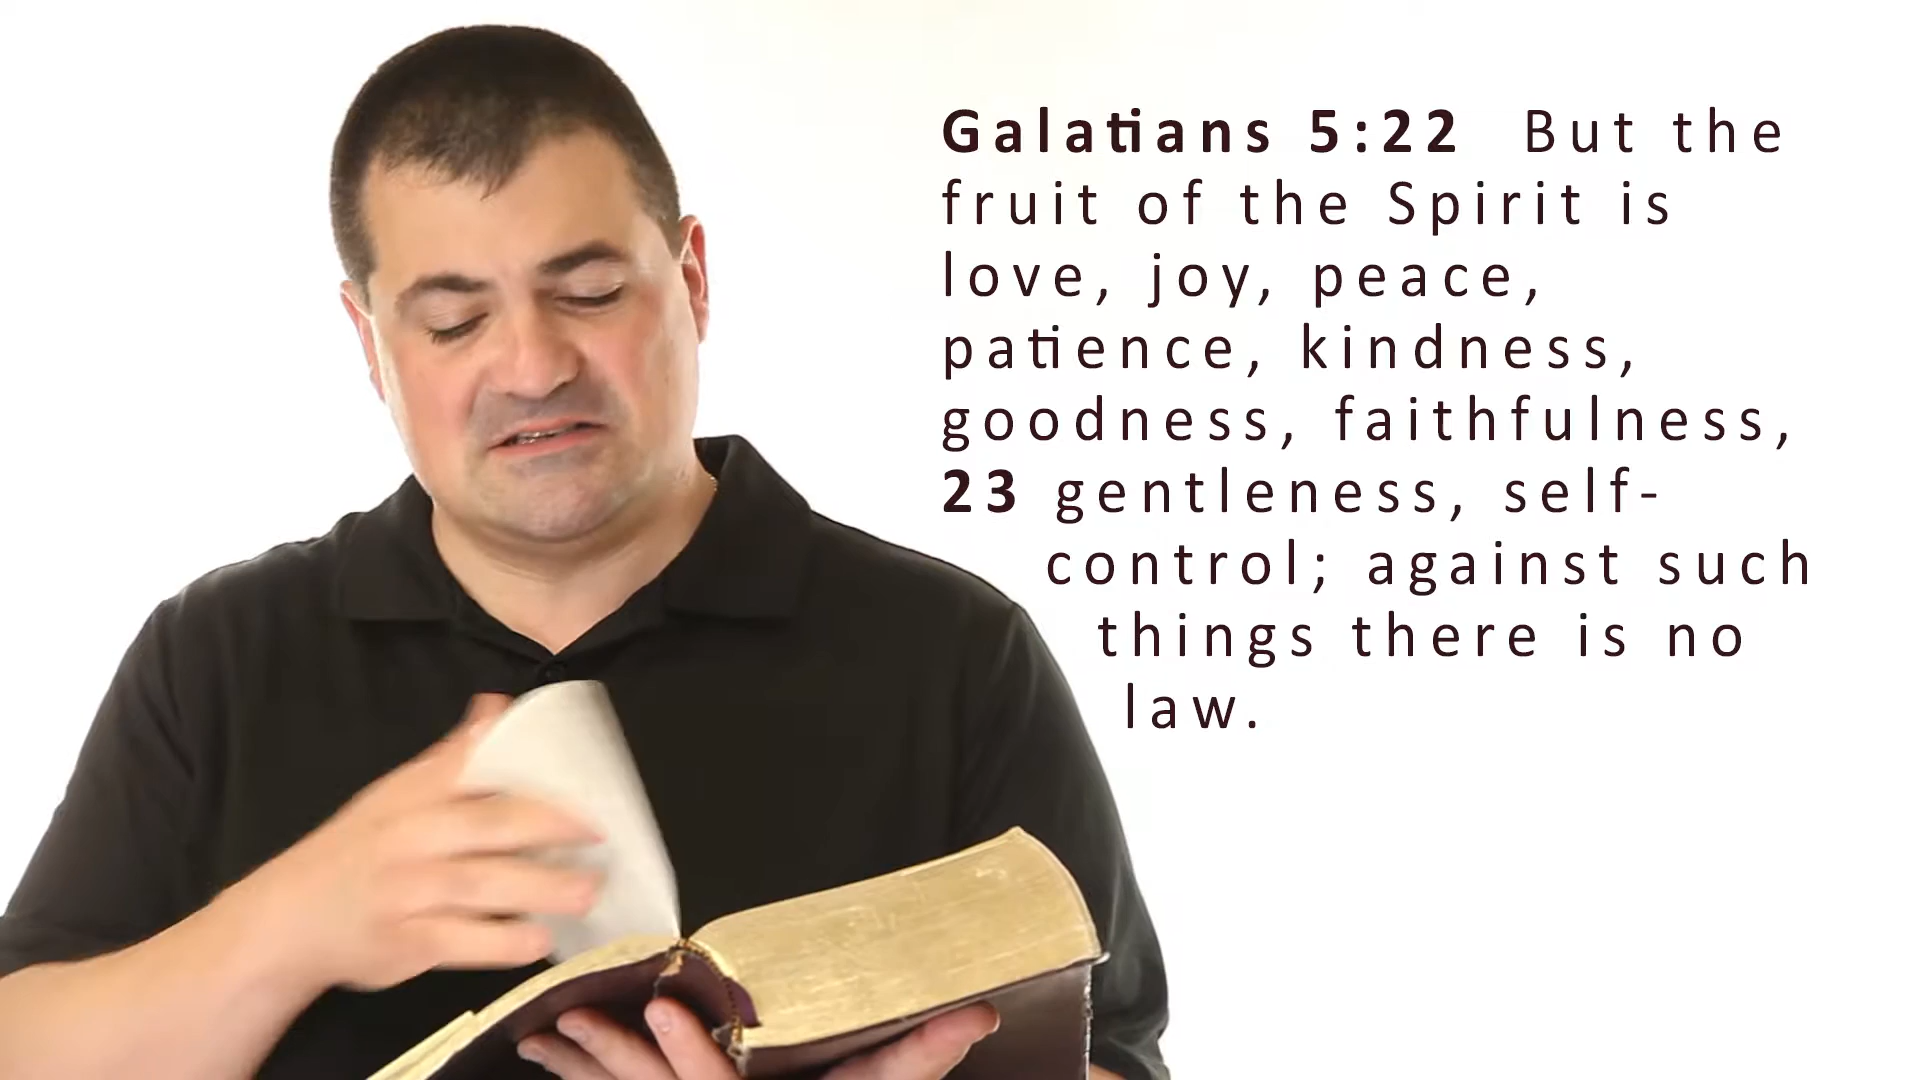 Galatians 5:22 But the
fruit of the Spirit is
love, joy, peace,
patience, kindness,
goodness, faithfulness,
23 gentleness, self-
control; against such
things there is no
law.